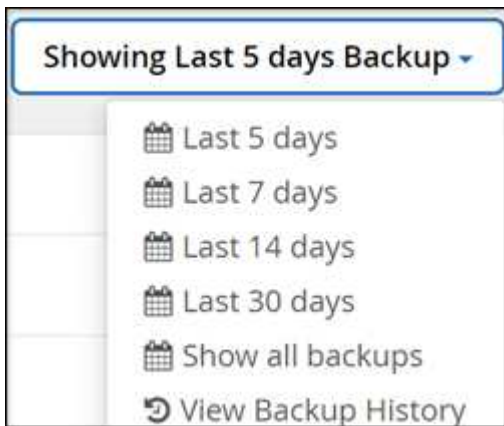 Showing Last 5 days Backup
Last 5 days
Last 7 days
Last 14 days
Last 30 days
Show all backups
View Backup History